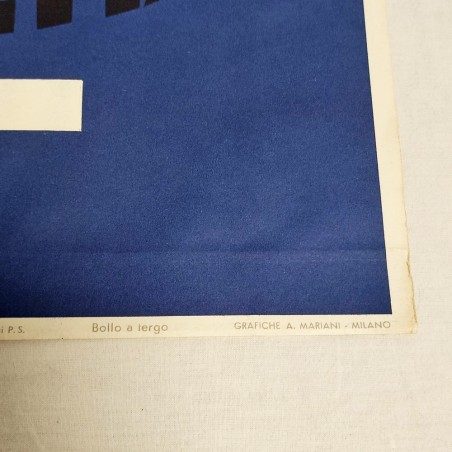 i P.S. Bollo a tergo GRAFICHE A. MARIANI - MILANO